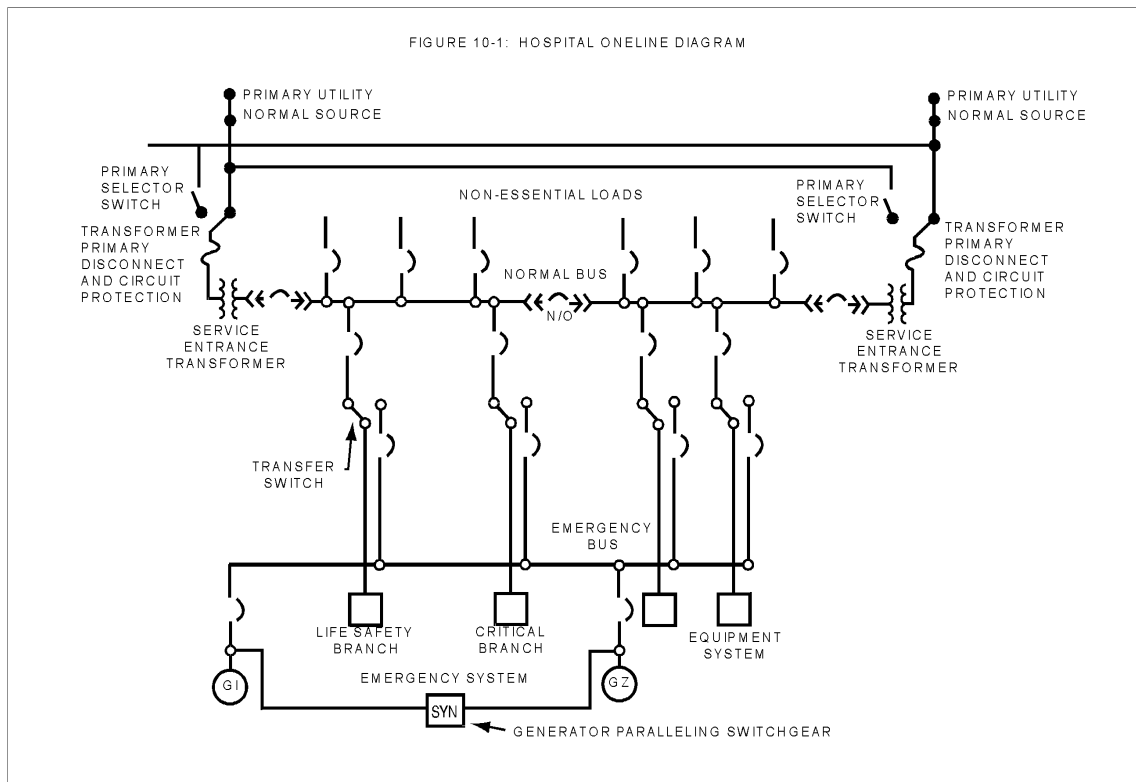 FIGURE 10-1: HOSPITAL ONELINE DIAGRAM
PRIMARY UTILITY
NORMAL SOURCE
PRIMARY UTILITY
NORMAL SOURCE
PRIMARY
SELECTOR
SWITCH
NON-ESSENTIAL LOADS
PRIMARY
SELECTOR
SWITCH
TRANSFORMER
PRIMARY
DISCONNECT
AND CIRCUIT
PROTECTION
TRANSFORMER
PRIMARY
DISCONNECT
AND CIRCUIT
PROTECTION
NORMAL BUS
N/O
SERVICE
ENTRANCE
TRANSFORMER
SERVICE
ENTRANCE
TRANSFORMER
TRANSFER
SWITCH
EMERGENCY
BUS
LIFE SAFETY
BRANCH
CRITICAL
BRANCH
EQUIPMENT
SYSTEM
EMERGENCY SYSTEM
GI
GZ
SYN
GENERATOR PARALLELING SWITCHGEAR